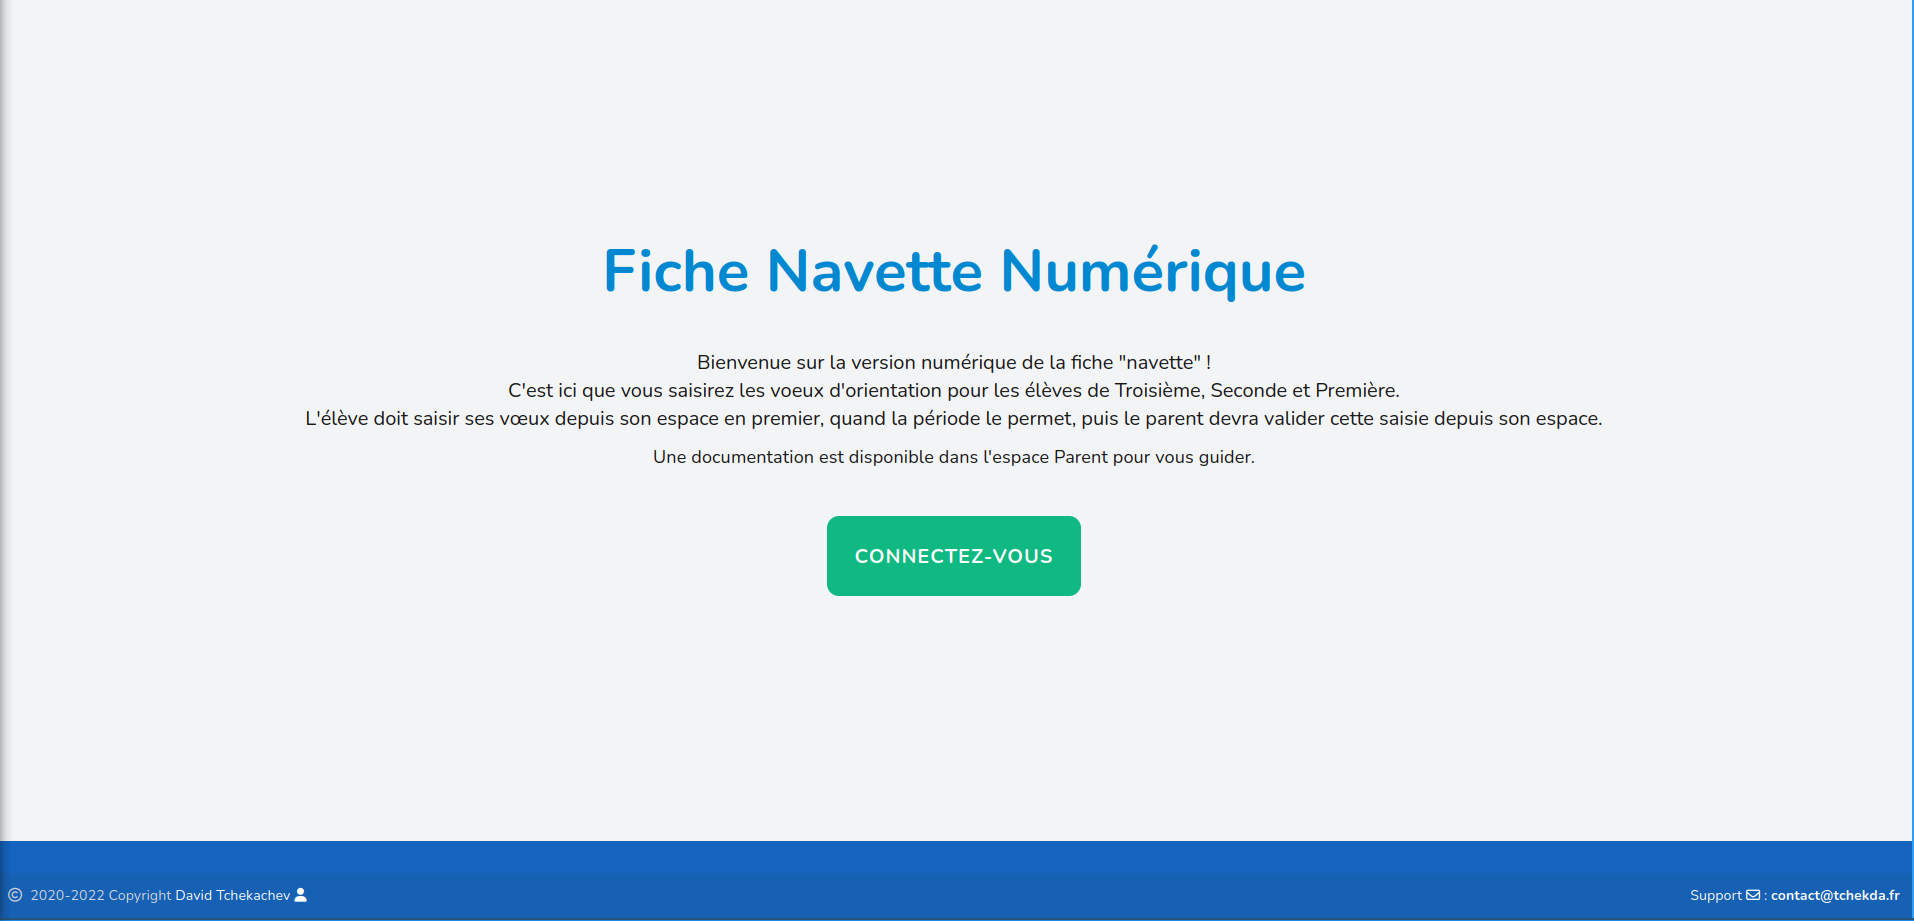 Fiche Navette Numérique
Bienvenue sur la version numérique de la fiche "navette" !
C'est ici que vous saisirez les voeux d'orientation pour les élèves de Troisième, Seconde et Première.
L'élève doit saisir ses vœux depuis son espace en premier, quand la période le permet, puis le parent devra valider cette saisie depuis son espace.
Une documentation est disponible dans l'espace Parent pour vous guider.
CONNECTEZ-VOUS
© 2020-2022 Copyright David Tchekachev
Support : contact@tchekda.fr